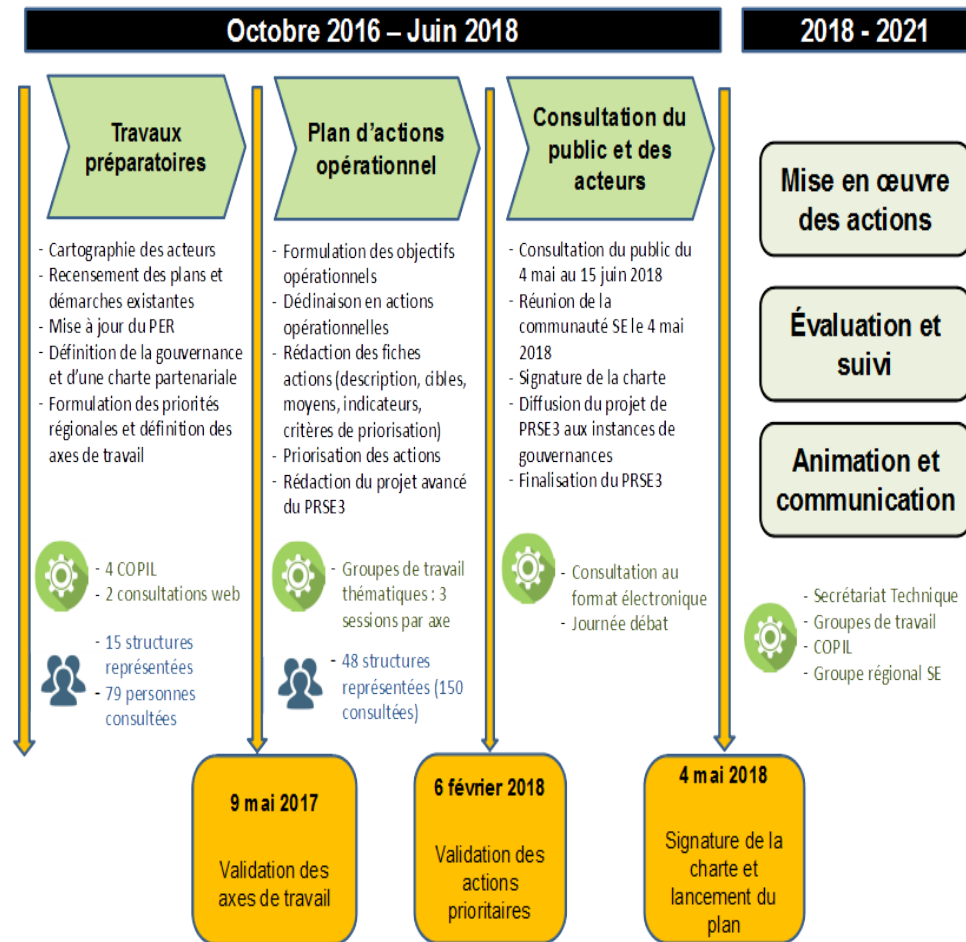 Octobre 2016 – Juin 2018
2018 - 2021
Travaux
préparatoires
- Cartographie des acteurs
- Recensement des plans et
démarches existantes
- Mise à jour du PER
- Définition de la gouvernance
et d'une charte partenariale
- Formulation des priorités
régionales et définition des
axes de travail
- 4 COPIL
- 2 consultations web
- 15 structures
représentées
- 79 personnes
consultées
Plan d'actions
opérationnel
- Formulation des objectifs
opérationnels
- Déclinaison en actions
opérationnelles
- Rédaction des fiches
actions (description, cibles,
moyens, indicateurs,
critères de priorisation)
- Priorisation des actions
- Rédaction du projet avancé
du PRSE3
- Groupes de travail
thématiques : 3
sessions par axe
- 48 structures
représentées (150
consultées)
Consultation du
public et des
acteurs
- Consultation du public du
4 mai au 15 juin 2018
- Réunion de la
communauté SE le 4 mai
2018
- Signature de la charte
- Diffusion du projet de
PRSE3 aux instances de
gouvernances
- Finalisation du PRSE3
- Consultation au
format électronique
- Journée débat
Mise en œuvre
des actions
Évaluation et
suivi
Animation et
communication
- Secrétariat Technique
- Groupes de travail
- COPIL
- Groupe régional SE
9 mai 2017
Validation des
axes de travail
6 février 2018
Validation des
actions
prioritaires
4 mai 2018
Signature de la
charte et
lancement du
plan